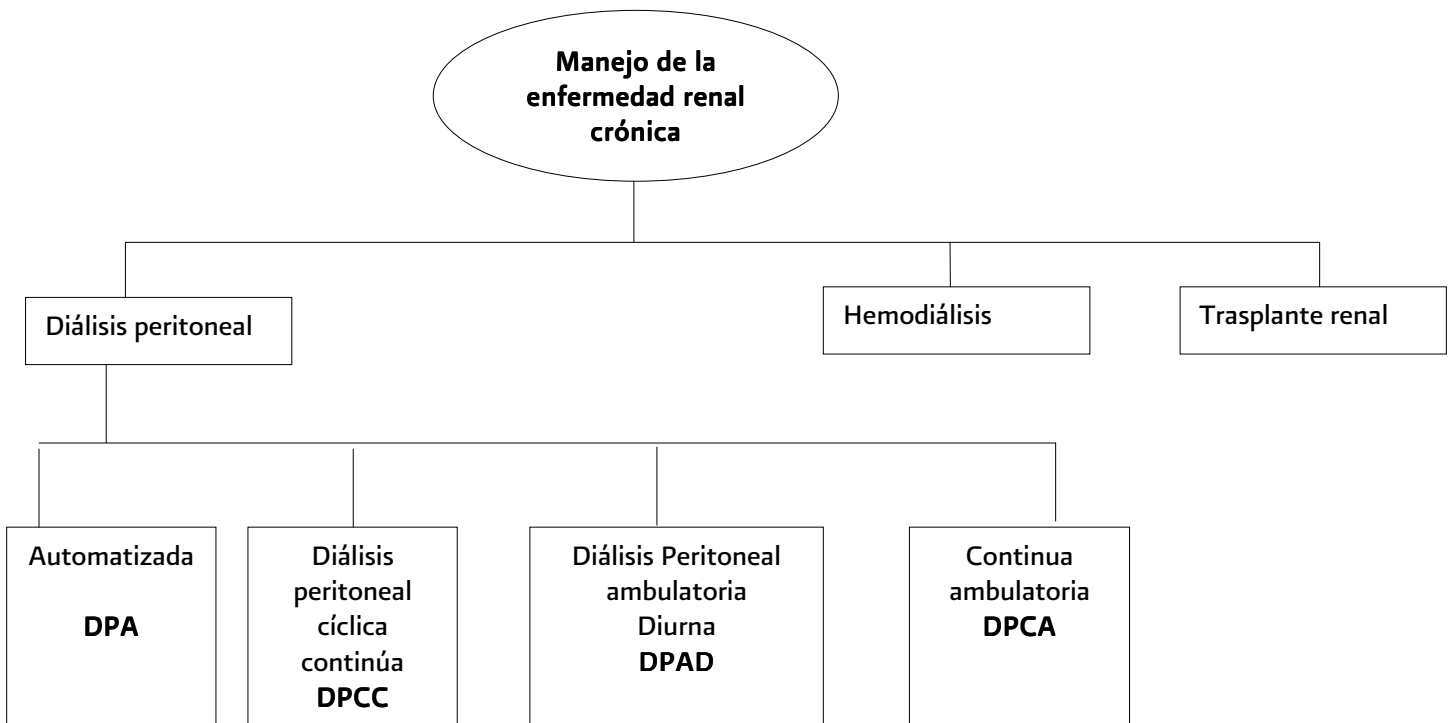 Manejo de la
enfermedad renal
crónica
Diálisis peritoneal
Hemodiálisis
Trasplante renal
Automatizada
DPA
Diálisis
peritoneal
cíclica
continúa
DPCC
Diálisis Peritoneal
ambulatoria
Diurna
DPAD
Continua
ambulatoria
DPCA